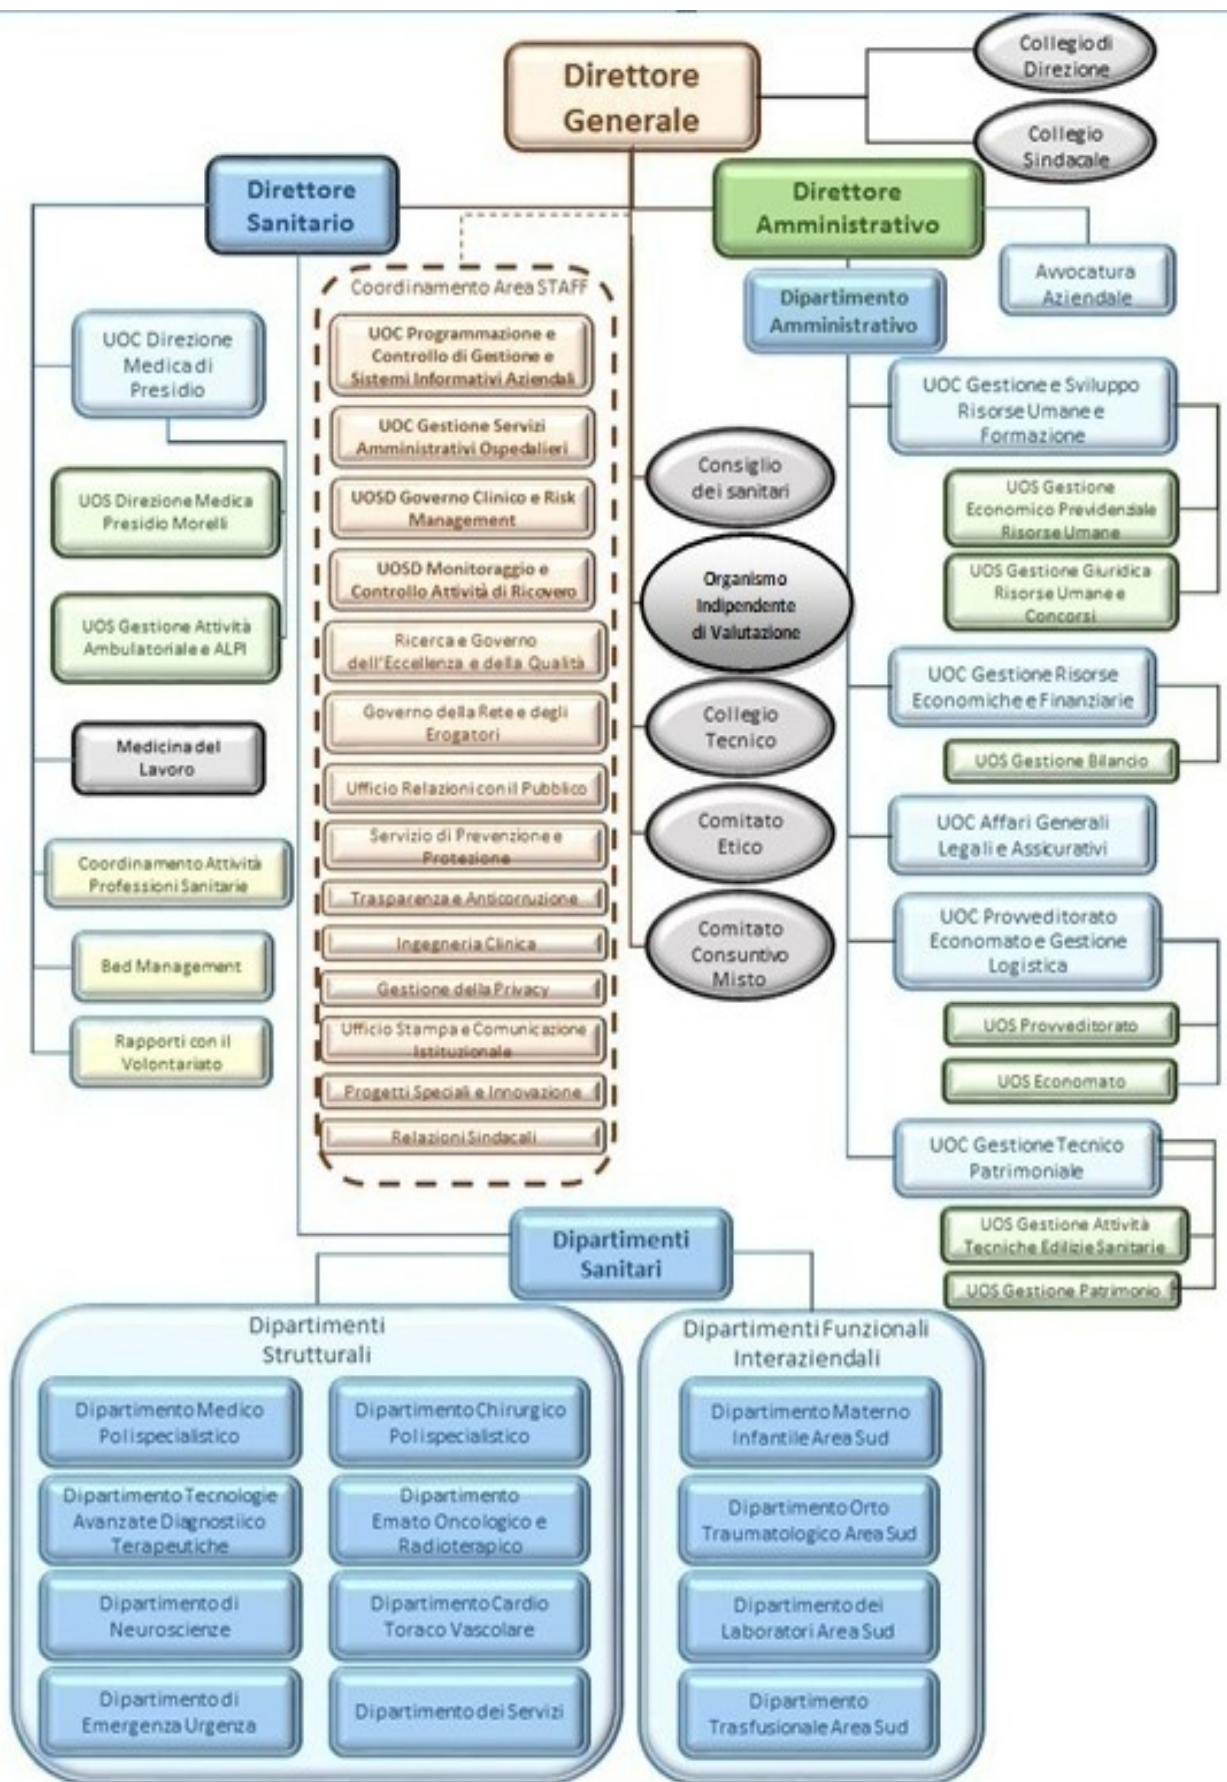 Direttore
Generale
Collegio di
Direzione
Collegio
Sindacale
Direttore
Sanitario
Direttore
Amministrativo
Avvocatura
Aziendale
Dipartimento
Amministrativo
UOC Direzione
Medica di
Presidio
UOS Direzione Medica
Presidio Morelli
UOS Gestione Attività
Ambulatoriale e ALPI
Medicina del
Lavoro
Coordinamento Attività
Professioni Sanitarie
Bed Management
Rapporti con il
Volontariato
Coordinamento Area STAFF
UOC Programmazione e
Controllo di Gestione e
Sistemi Informativi Aziendali
UOC Gestione Servizi
Amministrativi Ospedalieri
UOSD Governo Clinico e Risk
Management
UOSD Monitoraggio e
Controllo Attività di Ricovero
Ricerca e Governo
dell'Eccellenza e della Qualità
Governo della Rete e degli
Erogatori
Ufficio Relazioni con il Pubblico
Servizio di Prevenzione e
Protezione
Trasparenza e Anticorruzione
Ingegneria Clinica
Gestione della Privacy
Ufficio Stampa e Comunicazione
Istituzionale
Progetti Speciali e Innovazione
Relazioni Sindacali
Consiglio
dei sanitari
Organismo
Indipendente
di Valutazione
Collegio
Tecnico
Comitato
Etico
Comitato
Consuntivo
Misto
UOC Gestione e Sviluppo
Risorse Umane e
Formazione
UOS Gestione
Economico Previdenziale
Risorse Umane
UOS Gestione Giuridica
Risorse Umane e
Concorsi
UOC Gestione Risorse
Economiche e Finanziarie
UOS Gestione Bilancio
UOC Affari Generali
Legali e Assicurativi
UOC Provveditorato
Economato e Gestione
Logistica
UOS Provveditorato
UOS Economato
UOC Gestione Tecnico
Patrimoniale
UOS Gestione Attività
Tecniche Edilizie Sanitarie
UOS Gestione Patrimonio
Dipartimenti
Sanitari
Dipartimenti
Strutturali
Dipartimento Medico
Polispecialistico
Dipartimento Chirurgico
Polispecialistico
Dipartimento Tecnologie
Avanzate Diagnostiico
Terapeutiche
Dipartimento
Emato Oncologico e
Radioterapico
Dipartimento di
Neuroscienze
Dipartimento Cardio
Toraco Vascolare
Dipartimento di
Emergenza Urgenza
Dipartimento dei Servizi
Dipartimenti Funzionali
Interaziendali
Dipartimento Materno
Infantile Area Sud
Dipartimento Orto
Traumatologico Area Sud
Dipartimento dei
Laboratori Area Sud
Dipartimento
Trasfusionale Area Sud